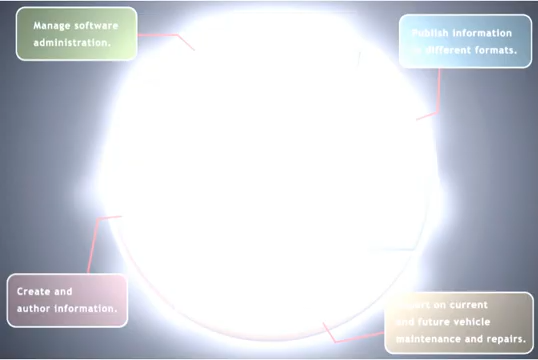 Manage software
administration.
Publish information
different formats.
Create and
author information.
on current
and future vehicle
maintenance and repairs.